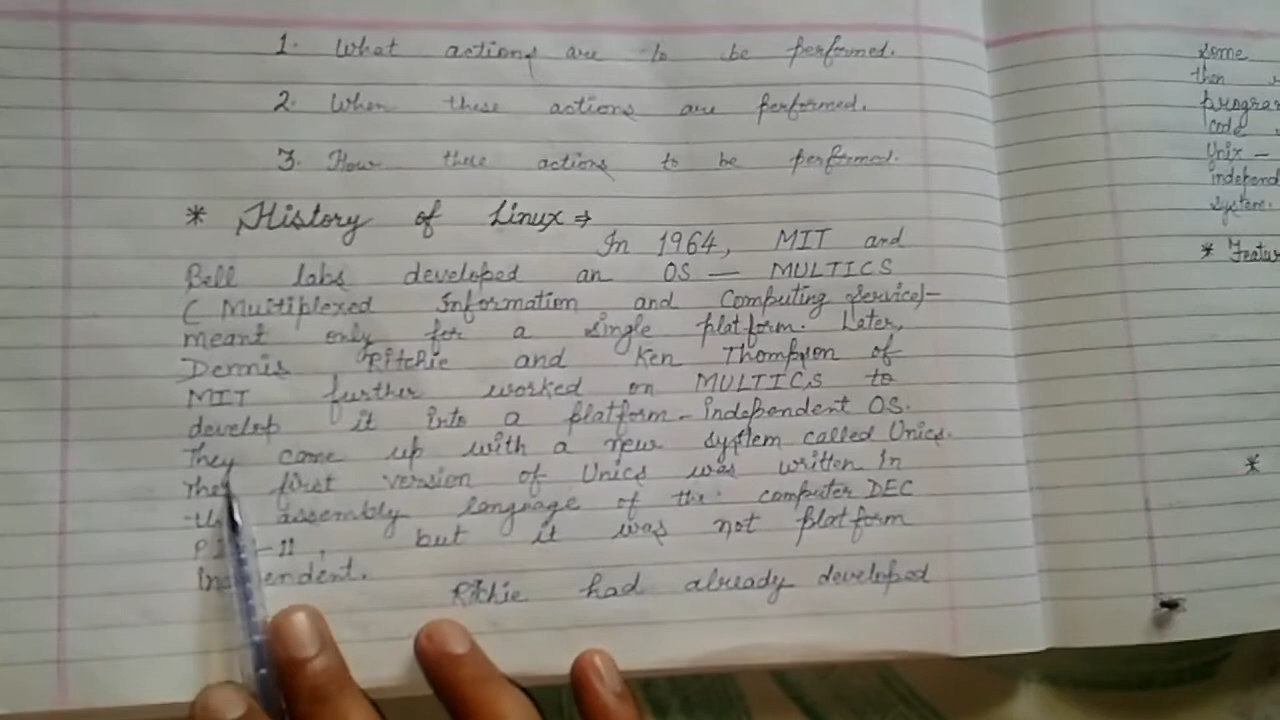 1. What actions are to be performed.
2. When these actions are performed.
3. How these actions to be performed.
* History of Linux ⇒
In 1964, MIT and
Bell labs developed an OS — MULTICS
( Multiplexed Information and Computing Service)-
meant only for a single platform. Later,
Dennis Ritchie and Ken Thompson of
MIT further worked on MULTICS to
develop it into a platform-independent OS.
They come up with a new system called Unics.
The first version of Unics was written in
assembly language of the computer DEC
-11, but it was not platform
Ritchie had already developed
some
then
code
Unix —
system.
*
*